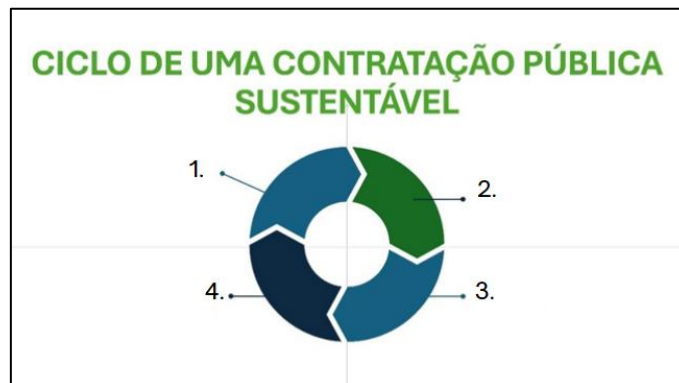 CICLO DE UMA CONTRATAÇÃO PÚBLICA
SUSTENTÁVEL
1.
2.
4.
3.